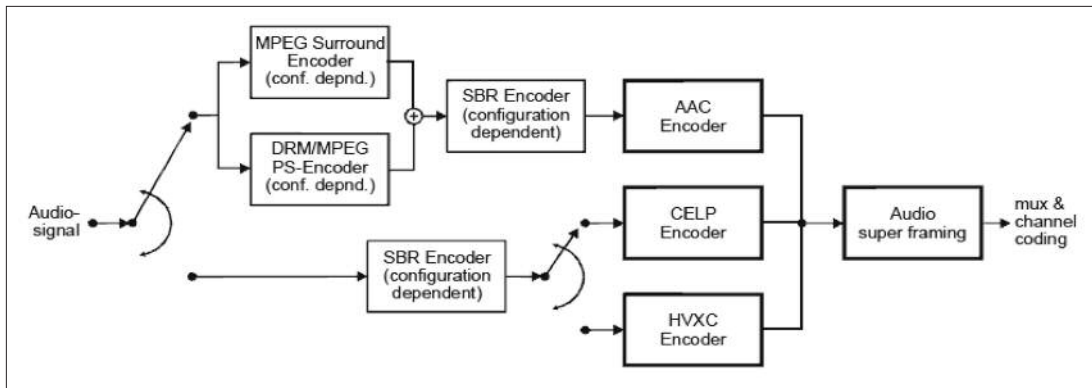 MPEG Surround
Encoder
(conf. depnd.)
SBR Encoder
(configuration
dependent)
AAC
Encoder
DRM/MPEG
PS-Encoder
(conf. depnd.)
Audio-
signal
CELP
Encoder
Audio
super framing
mux &
channel
coding
SBR Encoder
(configuration
dependent)
HVXC
Encoder